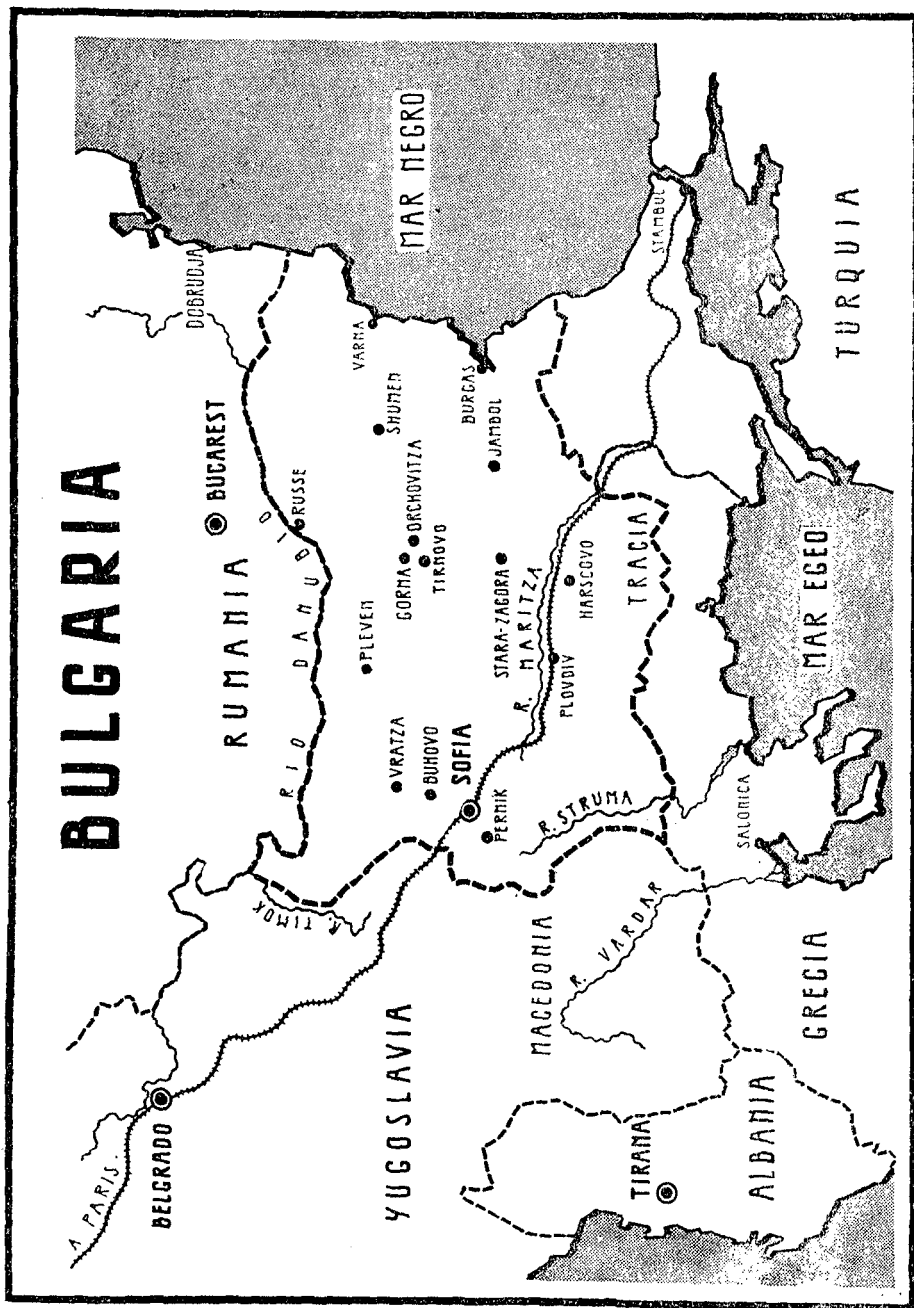 BULGARIA
A PARIS.
BELGRADO
RUMANIA
BUCAREST
DOBRUDJA
RIO DANUBIO
R. TIMOK
RUSSE
PLEVEN
VARNA
SHUMEN
VRATZA
BUHOVO
GORNA
ORCHOVITZA
TIRNOVO
MAR NEGRO
YUGOSLAVIA
SOFIA
PERNIK
STARA-ZAGORA
JAMBOL
BURGAS
R. MARITZA
PLOVDIV
HARSCOVO
MACEDONIA
R. STRUMA
TRACIA
R. VARDAR
STAMBUL
TIRANA
SALONICA
ALBANIA
GRECIA
MAR EGEO
TURQUIA